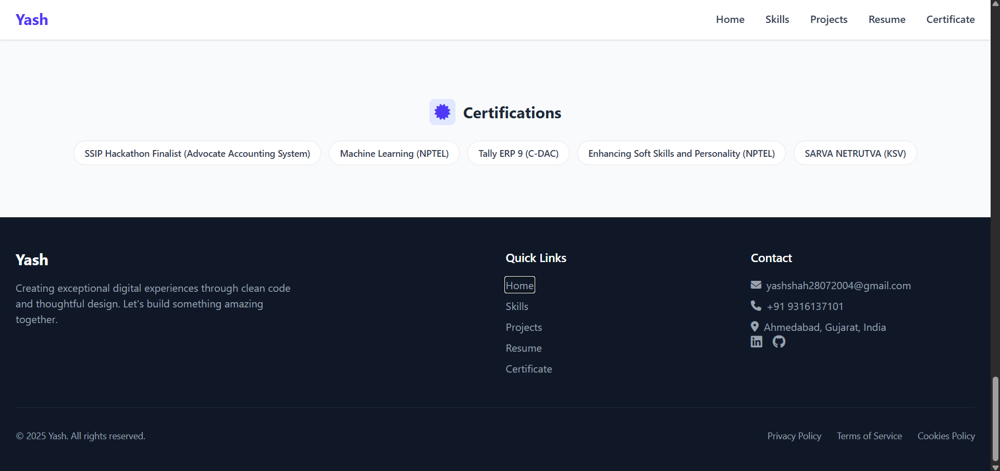 Yash
Home Skills Projects Resume Certificate
Certifications
SSIP Hackathon Finalist (Advocate Accounting System)
Machine Learning (NPTEL)
Tally ERP 9 (C-DAC)
Enhancing Soft Skills and Personality (NPTEL)
SARVA NETRUTVA (KSV)
Yash
Creating exceptional digital experiences through clean code
and thoughtful design. Let's build something amazing
together.
Quick Links
Home
Skills
Projects
Resume
Certificate
Contact
yashshah28072004@gmail.com
+91 9316137101
Ahmedabad, Gujarat, India
© 2025 Yash. All rights reserved.
Privacy Policy Terms of Service Cookies Policy